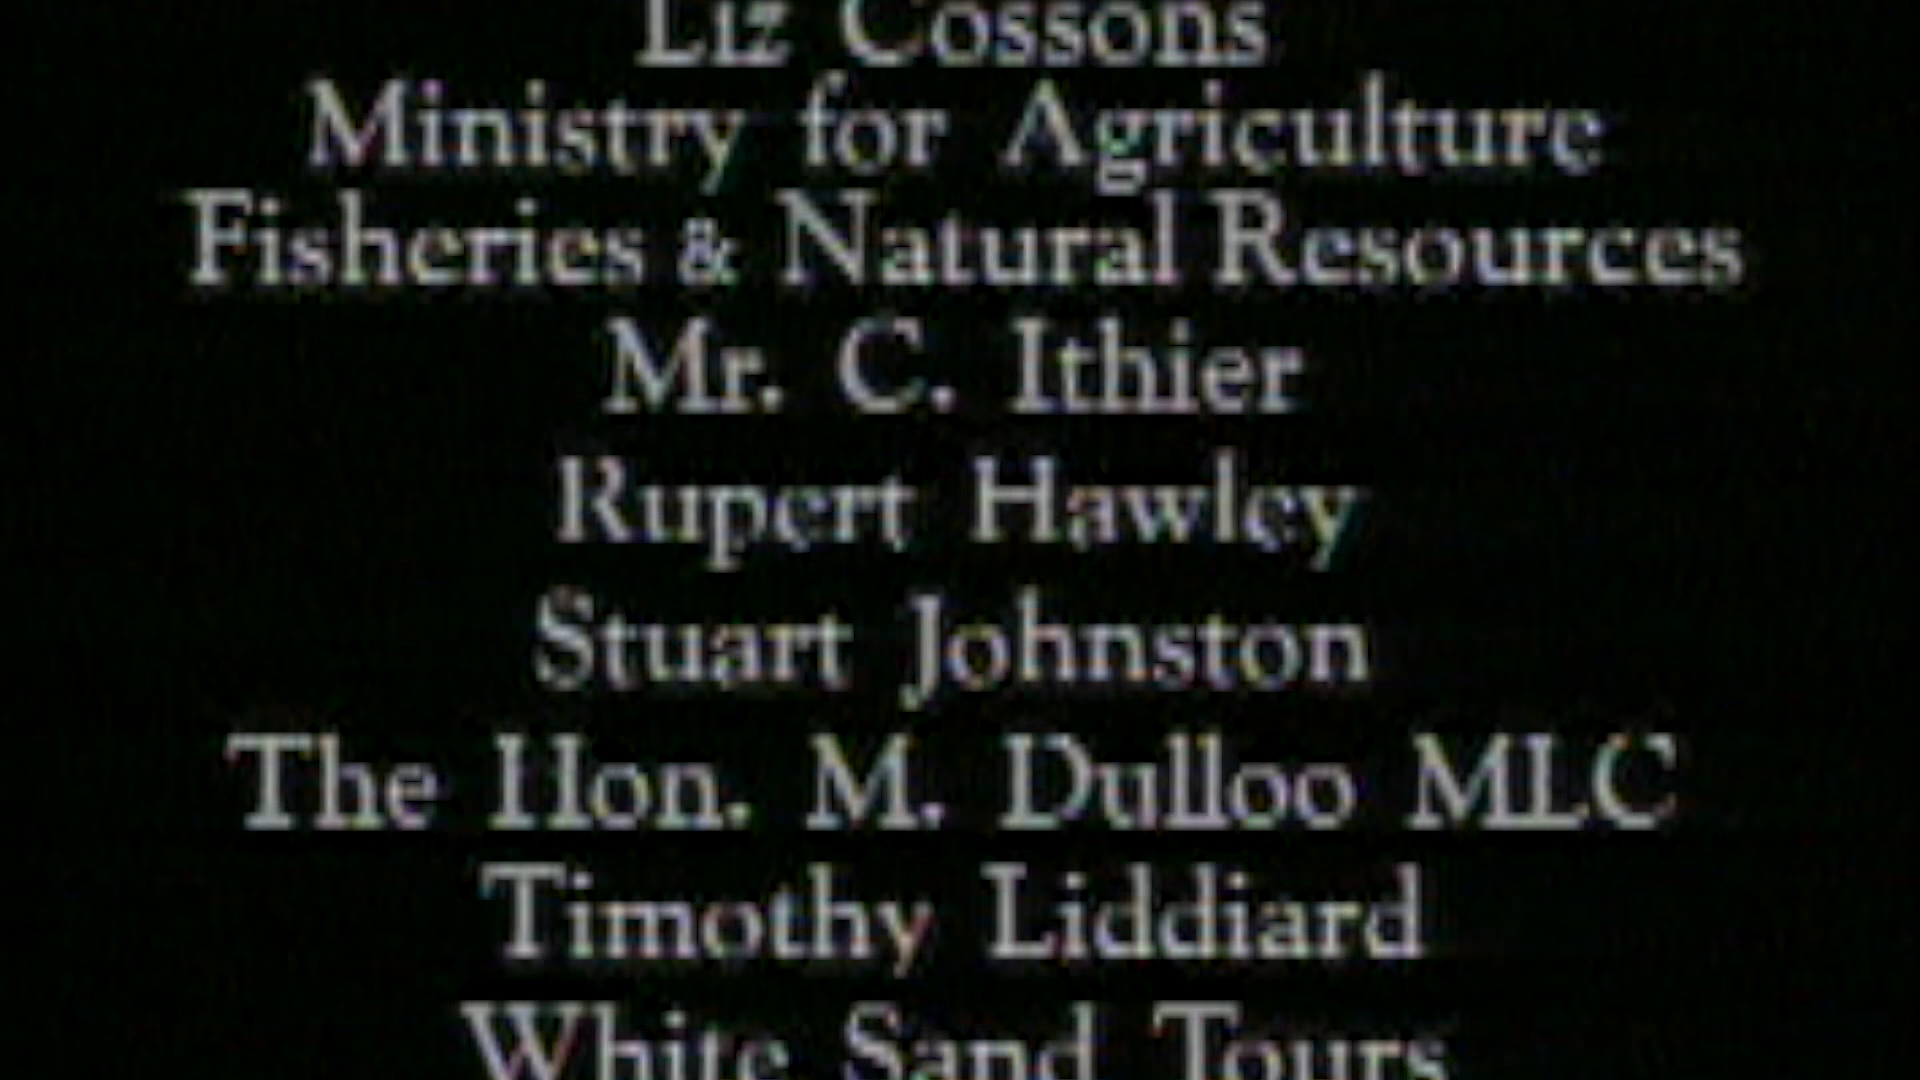 Liz Cossons
Ministry for Agriculture
Fisheries & Natural Resources
Mr. C. Ithier
Rupert Hawley
Stuart Johnston
The Hon. M. Dulloo MLC
Timothy Liddiard
White Sand Tours